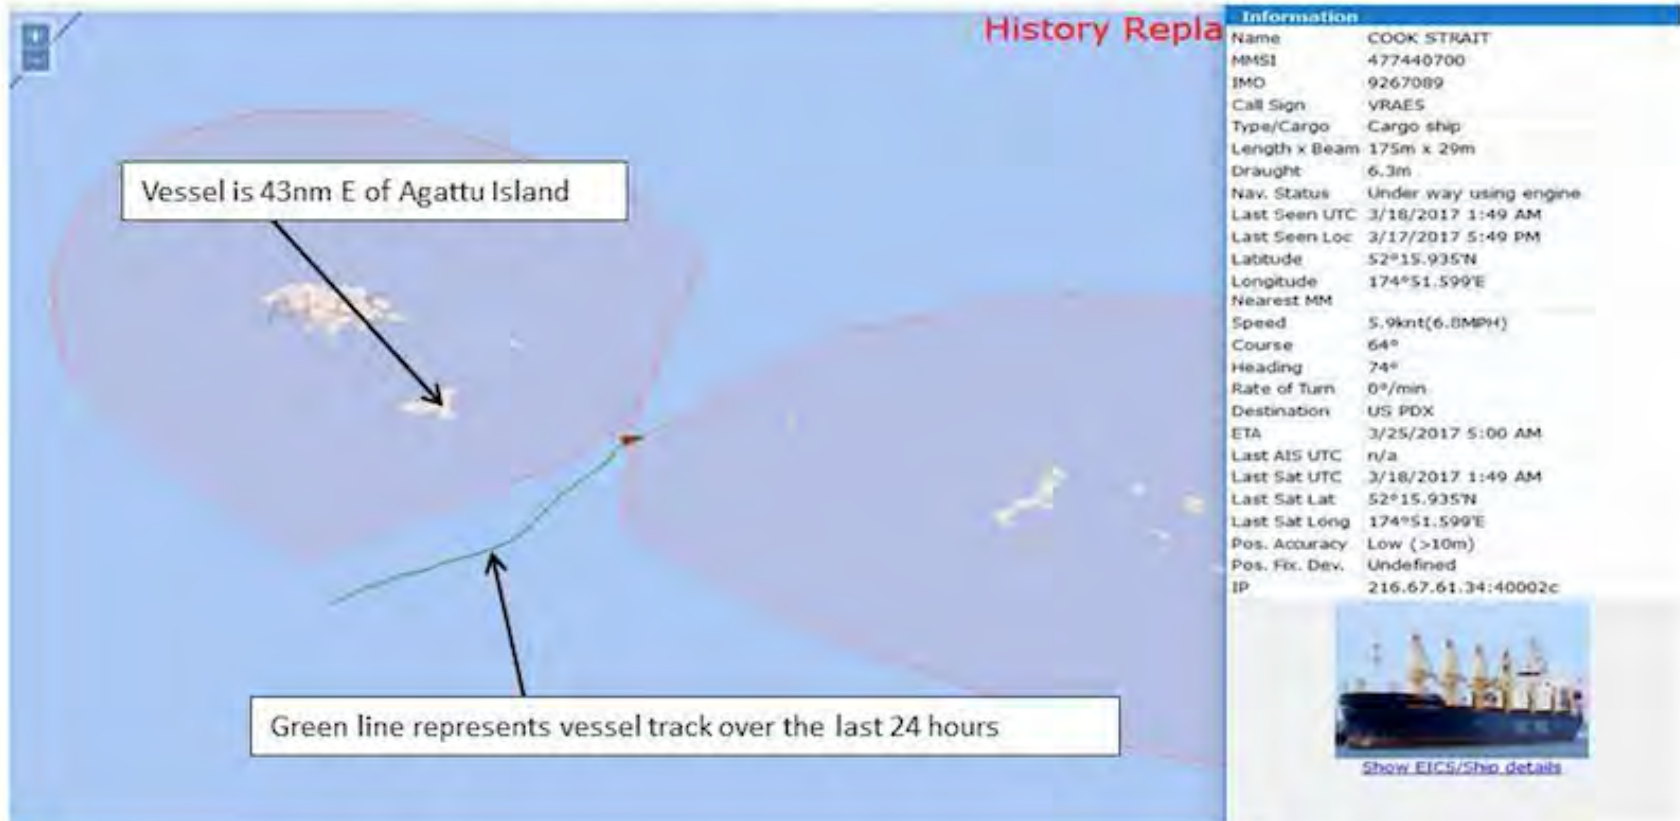 History Repla
Vessel is 43nm E of Agattu Island
Green line represents vessel track over the last 24 hours
Information
Name COOK STRAIT
MMSI 477440700
IMO 9267089
Call Sign VRAE5
Type/Cargo Cargo ship
Length x Beam 175m x 29m
Draught 6.3m
Nav. Status Under way using engine
Last Seen UTC 3/18/2017 1:49 AM
Last Seen Loc 3/17/2017 5:49 PM
Latitude 52°15.935'N
Longitude 174°51.599'E
Nearest MM
Speed 5.9knt(6.8MPH)
Course 64°
Heading 74°
Rate of Turn 0°/min
Destination US PDX
ETA 3/25/2017 5:00 AM
Last AIS UTC n/a
Last Sat UTC 3/18/2017 1:49 AM
Last Sat Lat 52°15.935'N
Last Sat Long 174°51.599'E
Pos. Accuracy Low (>10m)
Pos. Fix. Dev. Undefined
IP 216.67.61.34:40002c
Show EICS/Ship details